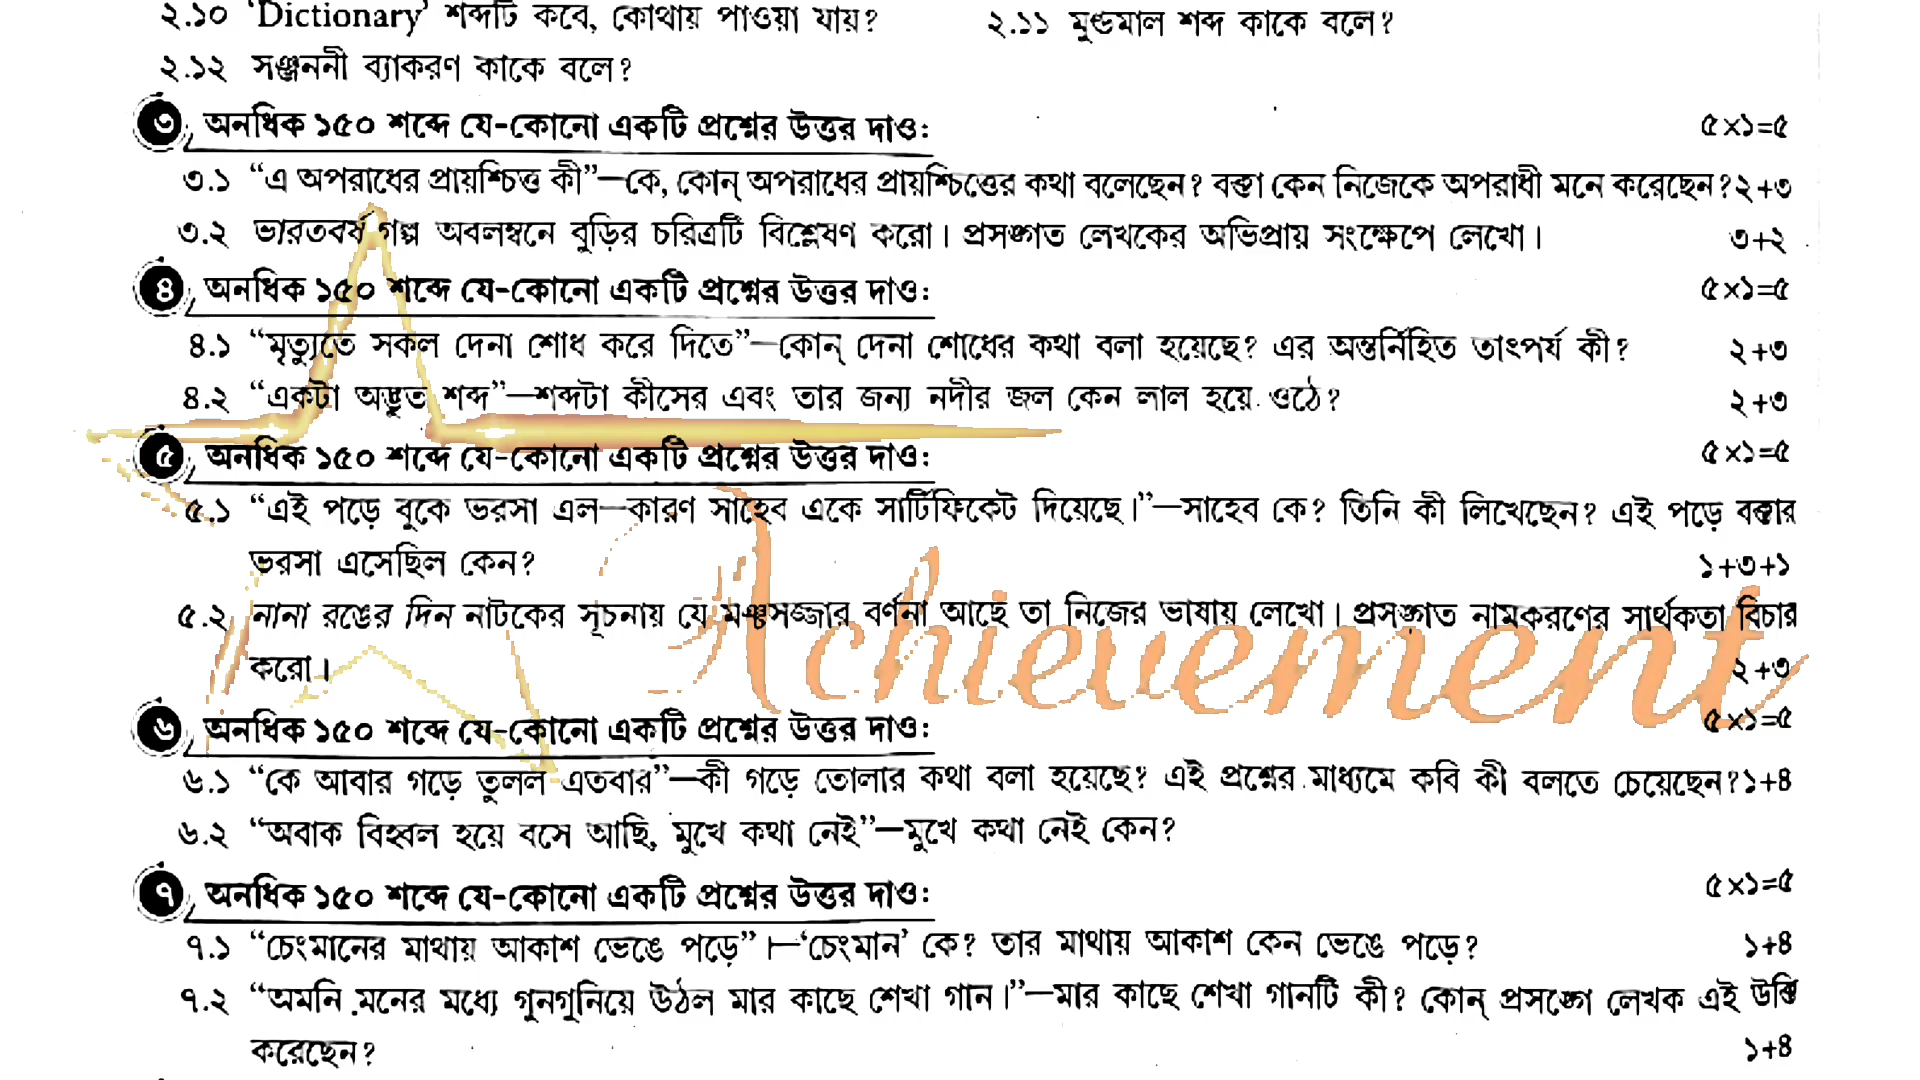 ২.১০ ‘Dictionary’ শব্দটি কবে, কোথায় পাওয়া যায়? ২.১১ মুণ্ডমাল শব্দ কাকে বলে?
২.১২ সঞ্জননী ব্যাকরণ কাকে বলে?
৩ অনধিক ১৫০ শব্দে যে-কোনো একটি প্রশ্নের উত্তর দাও: ৫×১=৫
৩.১ “এ অপরাধের প্রায়শ্চিত্ত কী”—কে, কোন্ অপরাধের প্রায়শ্চিত্তের কথা বলেছেন? বক্তা কেন নিজেকে অপরাধী মনে করেছেন? ২+৩
৩.২ ভারতবর্ষ গল্প অবলম্বনে বুড়ির চরিত্রটি বিশ্লেষণ করো। প্রসঙ্গত লেখকের অভিপ্রায় সংক্ষেপে লেখো। ৩+২
৪ অনধিক ১৫০ শব্দে যে-কোনো একটি প্রশ্নের উত্তর দাও: ৫×১=৫
৪.১ “মৃত্যুতে সকল দেনা শোধ করে দিতে”—কোন্ দেনা শোধের কথা বলা হয়েছে? এর অন্তর্নিহিত তাৎপর্য কী? ২+৩
৪.২ “একটা অদ্ভুত শব্দ”—শব্দটা কীসের এবং তার জন্য নদীর জল কেন লাল হয়ে ওঠে? ২+৩
৫ অনধিক ১৫০ শব্দে যে-কোনো একটি প্রশ্নের উত্তর দাও: ৫×১=৫
৫.১ “এই পড়ে বুকে ভরসা এল—কারণ সাহেব একে সার্টিফিকেট দিয়েছে।”—সাহেব কে? তিনি কী লিখেছেন? এই পড়ে বক্তার
ভরসা এসেছিল কেন? ১+৩+১
৫.২ নানা রঙের দিন নাটকের সূচনায় যে মঞ্চসজ্জার বর্ণনা আছে তা নিজের ভাষায় লেখো। প্রসঙ্গত নামকরণের সার্থকতা বিচার
করো। ২+৩
Achievement
৬ অনধিক ১৫০ শব্দে যে-কোনো একটি প্রশ্নের উত্তর দাও: ৫×১=৫
৬.১ “কে আবার গড়ে তুলল এতবার”—কী গড়ে তোলার কথা বলা হয়েছে? এই প্রশ্নের মাধ্যমে কবি কী বলতে চেয়েছেন? ১+৪
৬.২ “অবাক বিহ্বল হয়ে বসে আছি, মুখে কথা নেই”—মুখে কথা নেই কেন?
৭ অনধিক ১৫০ শব্দে যে-কোনো একটি প্রশ্নের উত্তর দাও: ৫×১=৫
৭.১ “চেংমানের মাথায় আকাশ ভেঙে পড়ে”।—‘চেংমান’ কে? তার মাথায় আকাশ কেন ভেঙে পড়ে? ১+৪
৭.২ “অমনি মনের মধ্যে গুনগুনিয়ে উঠল মার কাছে শেখা গান।”—মার কাছে শেখা গানটি কী? কোন্ প্রসঙ্গে লেখক এই উক্তি
করেছেন? ১+৪